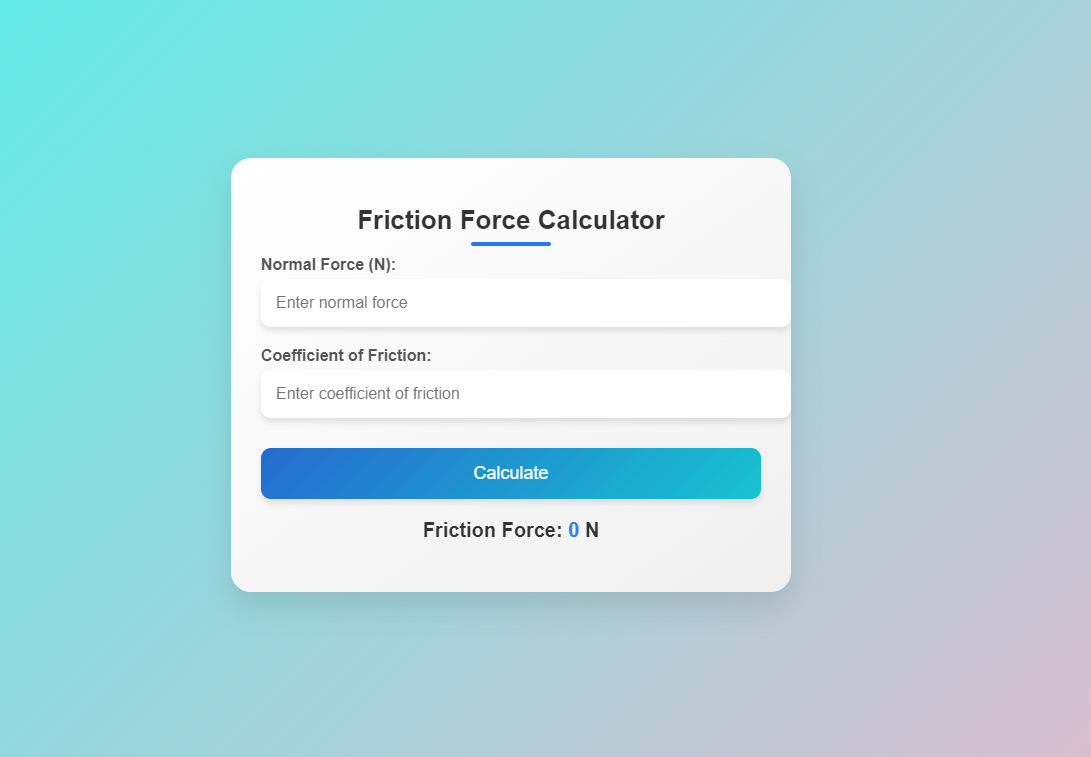 Friction Force Calculator
Normal Force (N):
Enter normal force
Coefficient of Friction:
Enter coefficient of friction
Calculate
Friction Force: 0 N